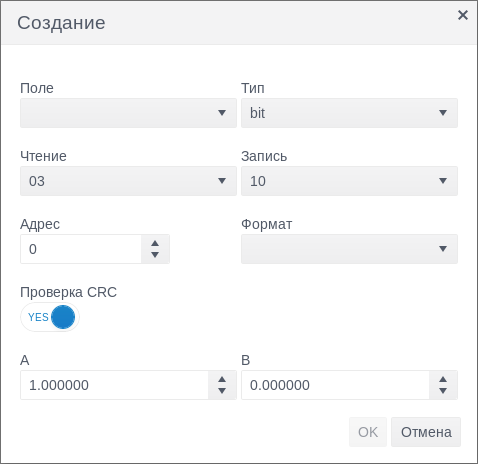 Создание
Поле Тип
bit
Чтение Запись
03 10
Адрес Формат
0
Проверка CRC
YES
A B
1.000000 0.000000
OK Отмена